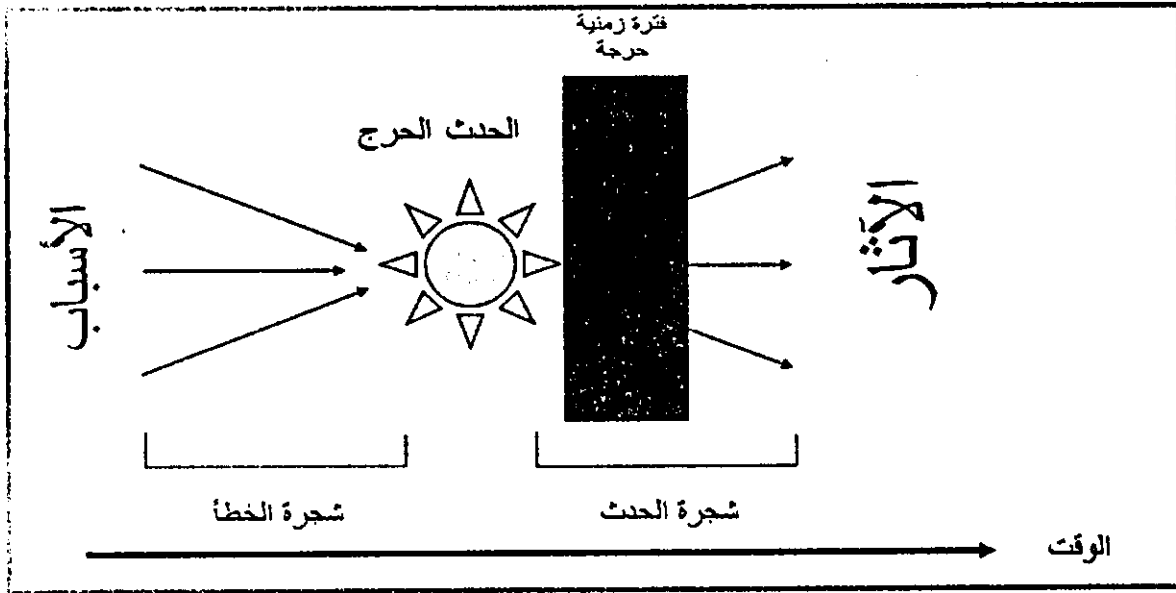 فترة زمنية
حرجة
الحدث الحرج
الأسباب
الآثار
شجرة الخطأ
شجرة الحدث
الوقت